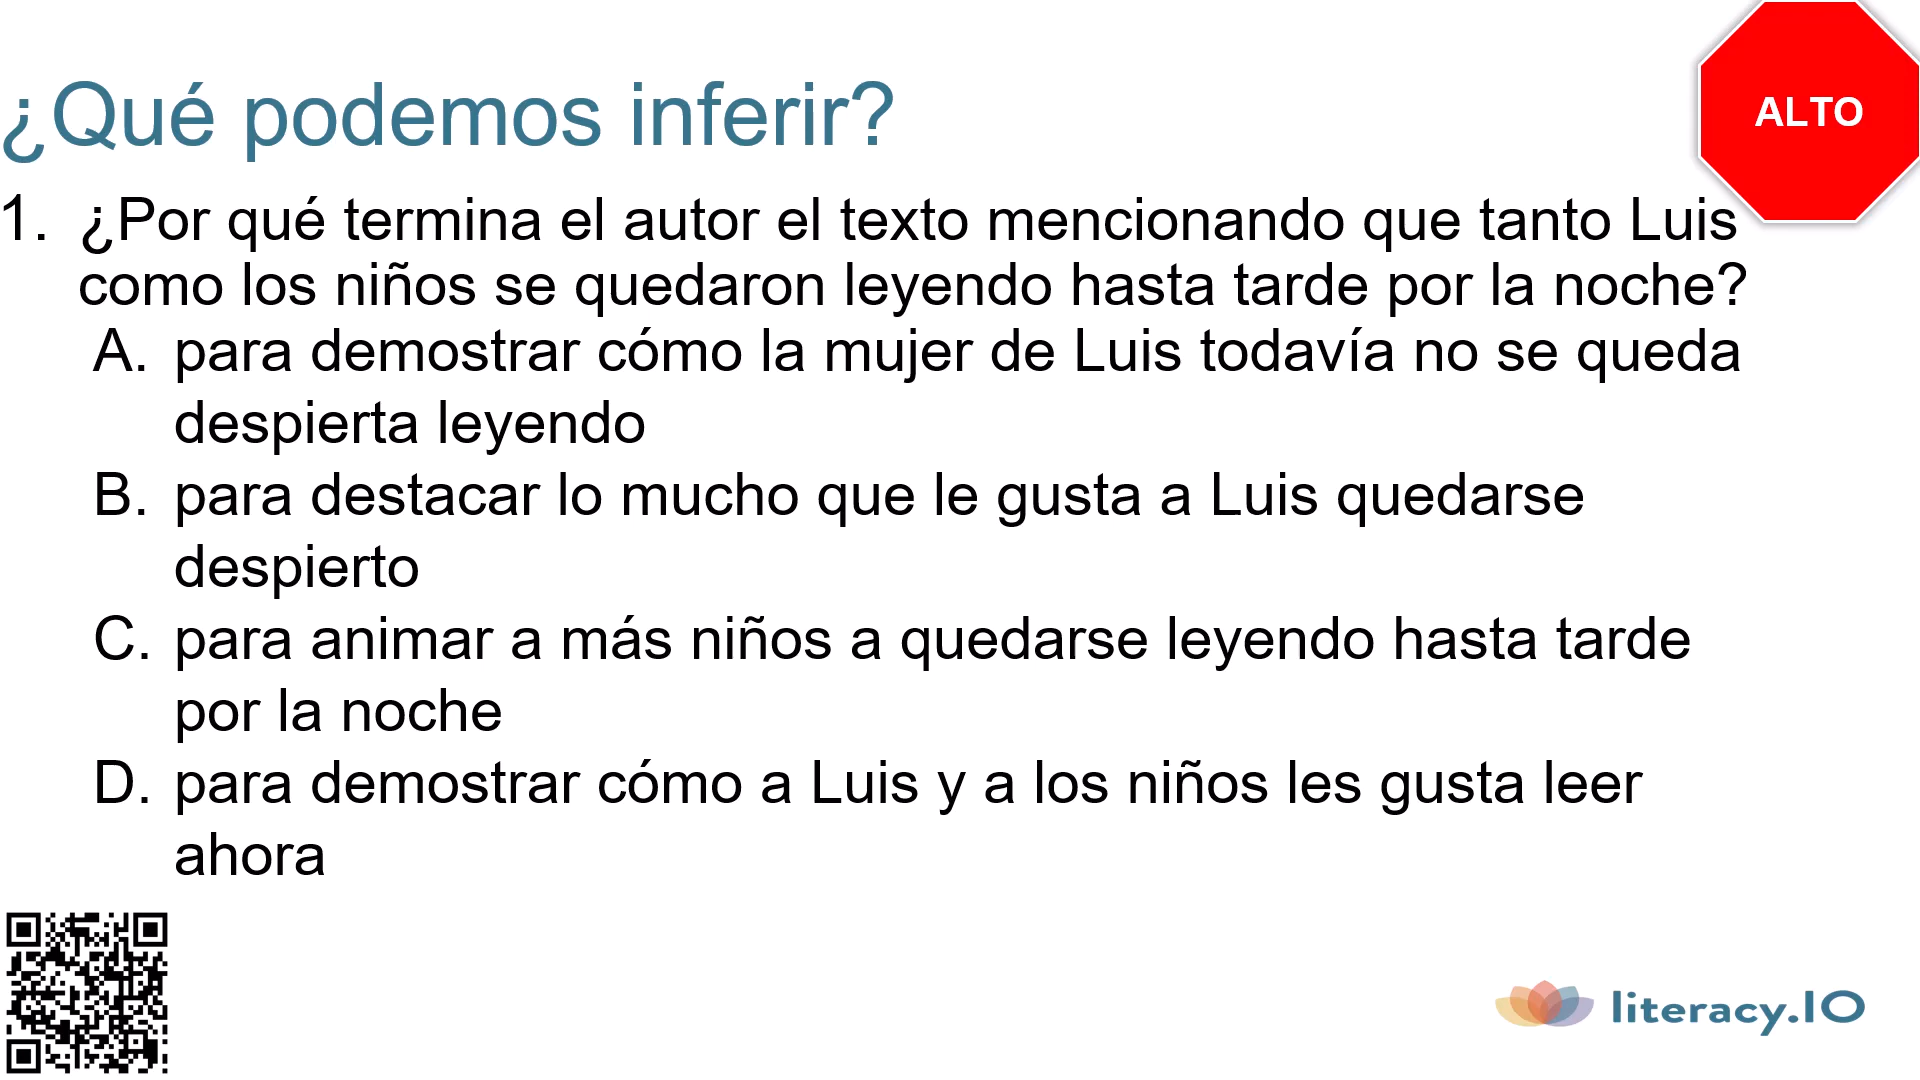 ALTO
¿Qué podemos inferir?
1. ¿Por qué termina el autor el texto mencionando que tanto Luis
como los niños se quedaron leyendo hasta tarde por la noche?
A. para demostrar cómo la mujer de Luis todavía no se queda
despierta leyendo
B. para destacar lo mucho que le gusta a Luis quedarse
despierto
C. para animar a más niños a quedarse leyendo hasta tarde
por la noche
D. para demostrar cómo a Luis y a los niños les gusta leer
ahora
literacy.IO